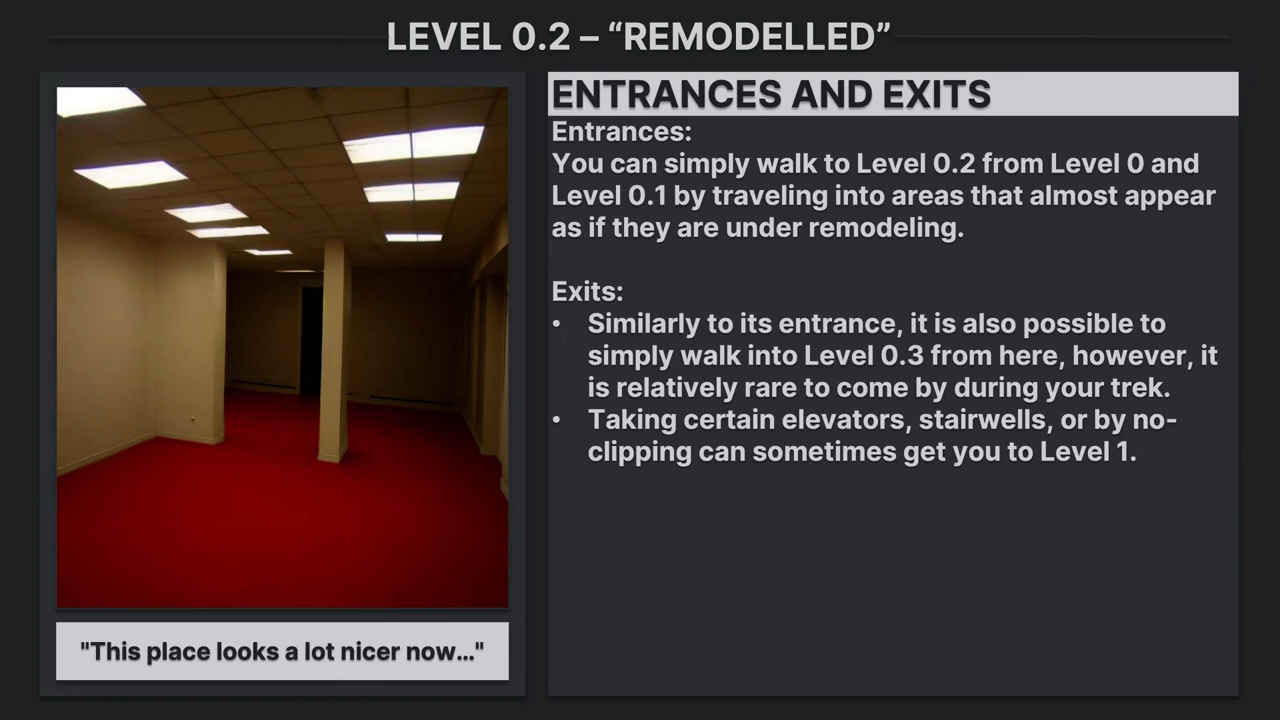 LEVEL 0.2 – “REMODELLED”
"This place looks a lot nicer now..."
ENTRANCES AND EXITS
Entrances:
You can simply walk to Level 0.2 from Level 0 and
Level 0.1 by traveling into areas that almost appear
as if they are under remodeling.
Exits:
• Similarly to its entrance, it is also possible to
simply walk into Level 0.3 from here, however, it
is relatively rare to come by during your trek.
• Taking certain elevators, stairwells, or by no-
clipping can sometimes get you to Level 1.